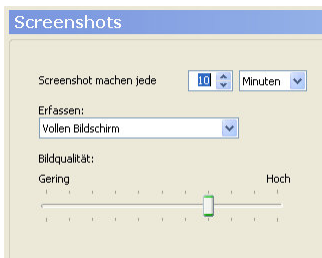 Screenshots
Screenshot machen jede 10 Minuten
Erfassen:
Vollen Bildschirm
Bildqualität:
Gering Hoch